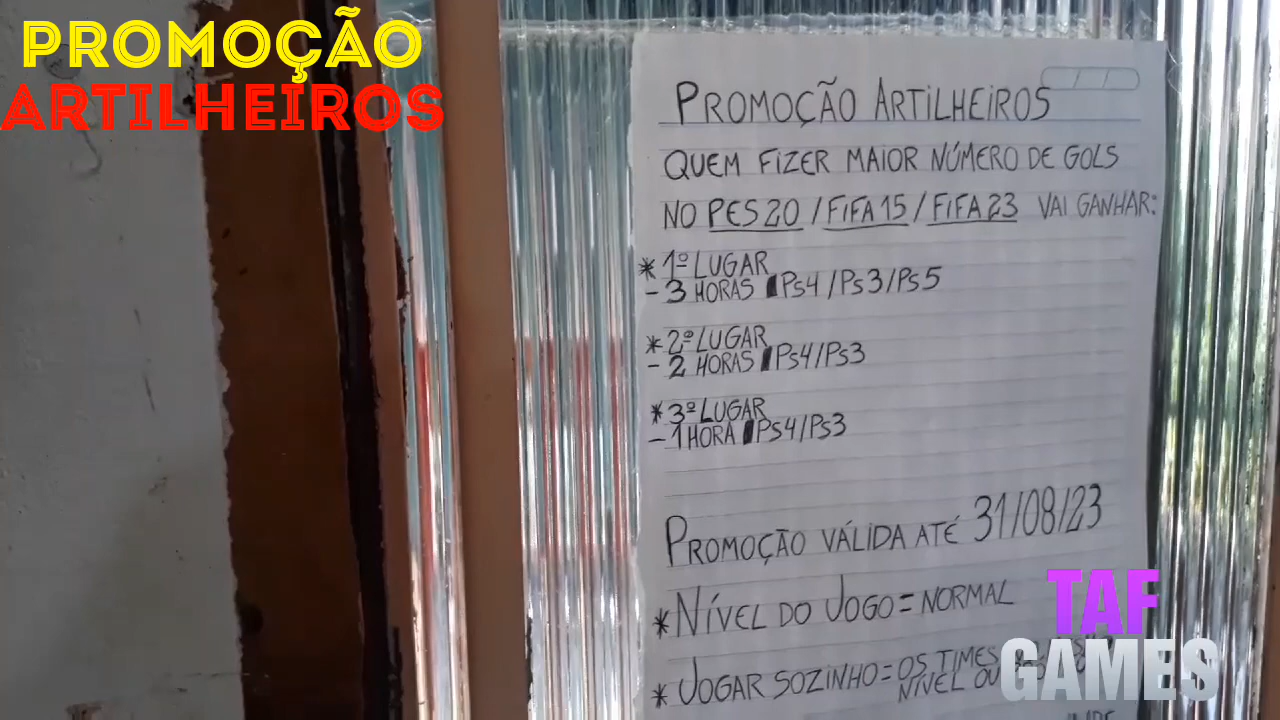 PROMOÇÃO
ARTILHEIROS
PROMOÇÃO ARTILHEIROS
QUEM FIZER MAIOR NÚMERO DE GOLS
NO PES 20 / FIFA 15 / FIFA 23 VAI GANHAR:
* 1º LUGAR
- 3 HORAS PS4 / PS3 / PS5
* 2º LUGAR
- 2 HORAS PS4/PS3
* 3º LUGAR
- 1 HORA PS4/PS3
PROMOÇÃO VÁLIDA ATÉ 31/08/23
* NÍVEL DO JOGO = NORMAL
* JOGAR SOZINHO = OS TIMES
NÍVEL OU
TAF
GAMES